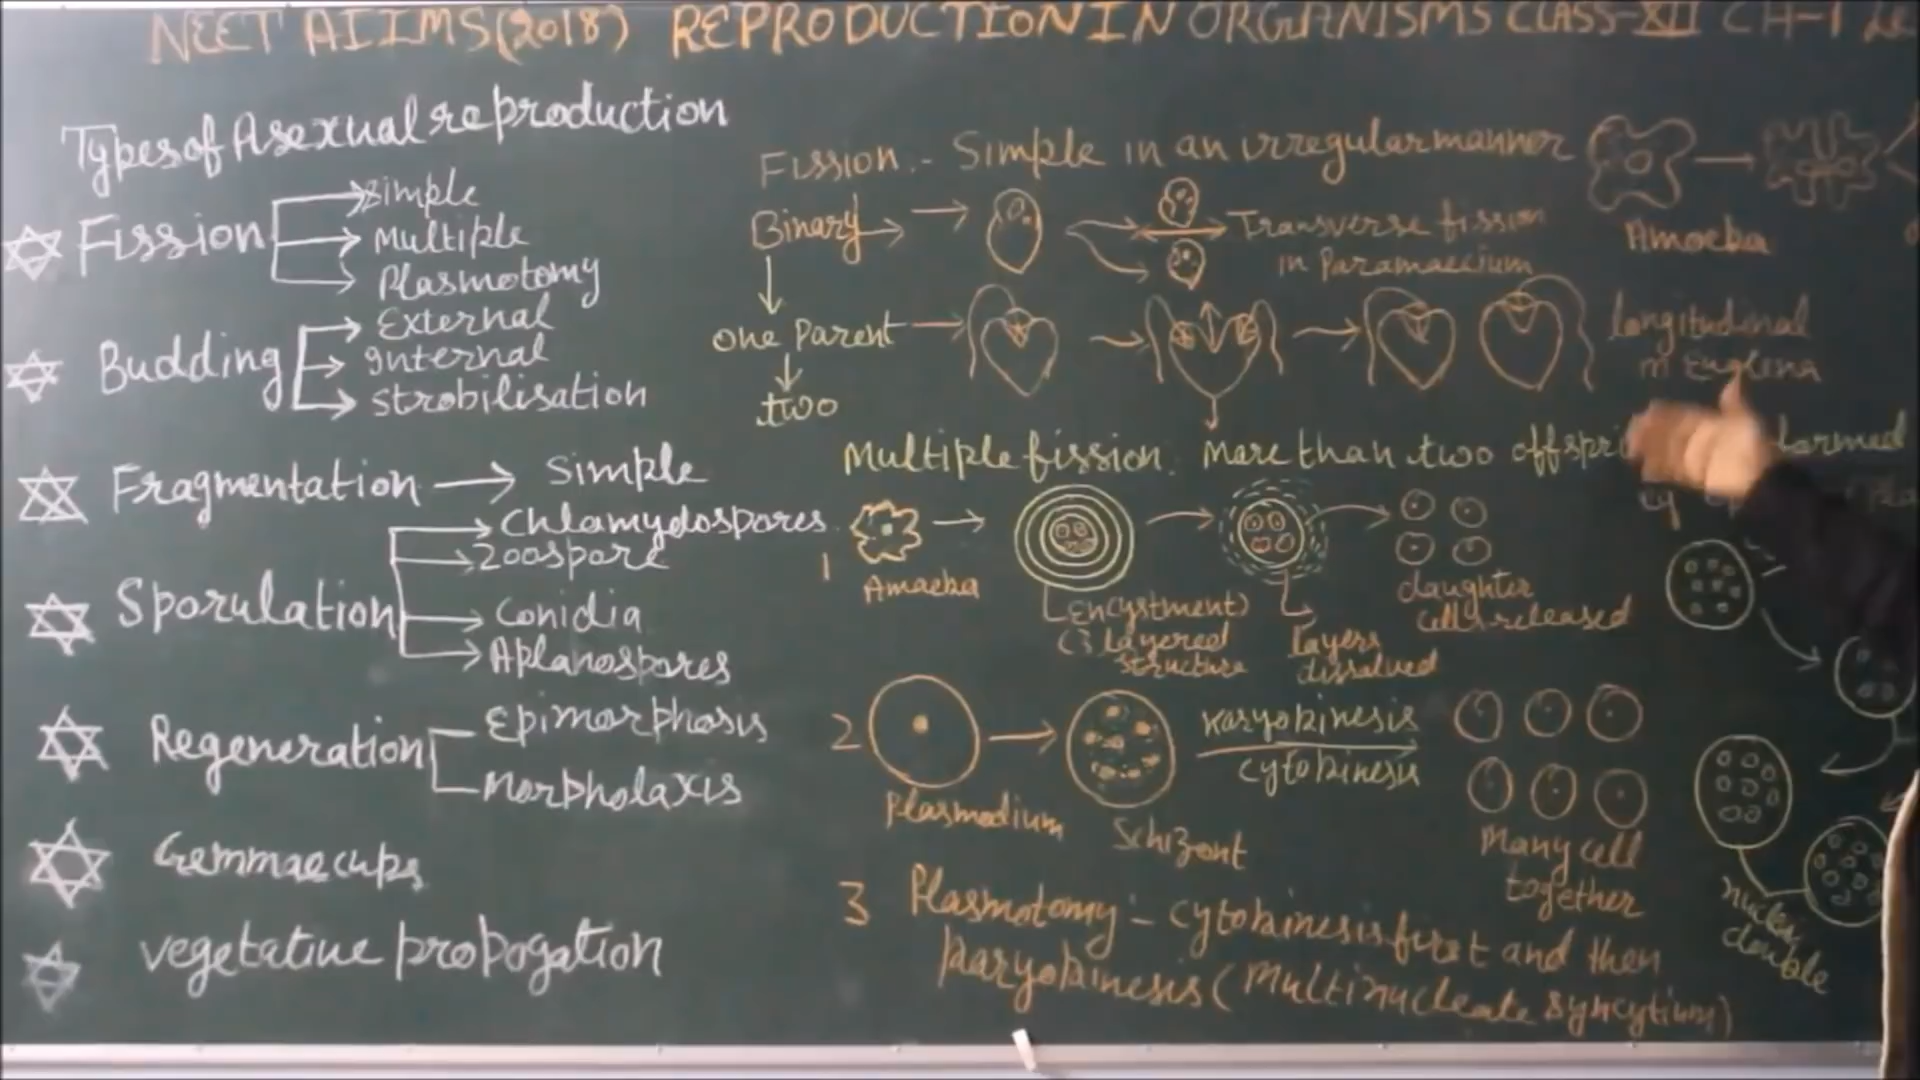 NEET AIIMS(2018) REPRODUCTION IN ORGANISMS CLASS-XII CH-1
Types of Asexual reproduction
Fission
Simple
Multiple
Plasmotomy
Budding
External
Internal
Strobilisation
Fragmentation → Simple
Sporulation
Chlamydospores
Zoospore
Conidia
Aplanospores
Regeneration
Epimorphosis
Morpholaxis
Gemmae cups
vegetative propogation
Fission :- Simple in an irregular manner
Amoeba
Binary
Transverse fission
in Paramaecium
one Parent
two
longitudinal
in Euglena
Multiple fission. More than two formed
1 Amaeba
(encystment)
(3 layered
structure
layers
dissolved
daughter
cells released
2 Plasmodium
Schizont
Karyokinesis
cytokinesis
Many cell
together
nuclei
double
3 Plasmotomy :- Cytokinesis first and then
karyokinesis (Multinucleate syncytium)